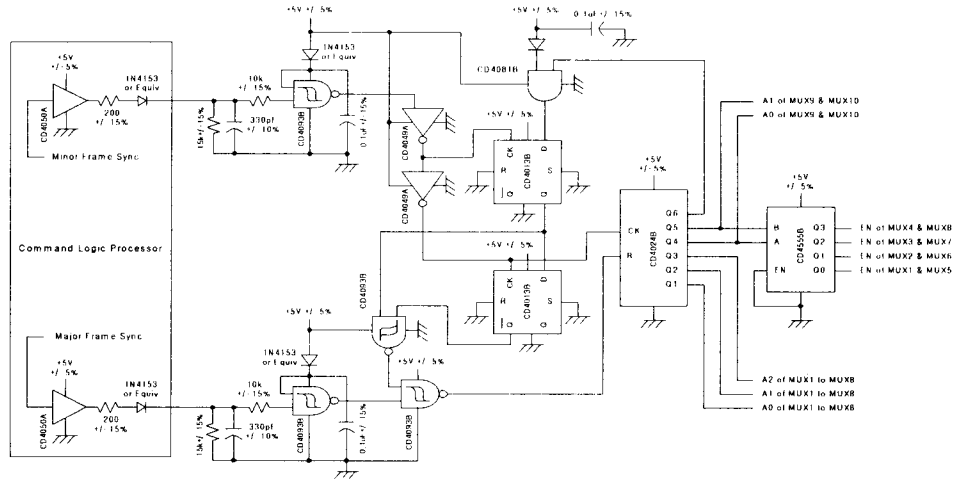 +5V +/- 5%
+5V +/- 5%
0.1uf +/- 15%
+5V
+/- 5%
1N4153
or Equiv
1N4153
or Equiv
CD4081B
10k
+/- 15%
CD4050A
200
+/- 15%
15k +/- 15%
330pf
+/- 10%
CD4093B
0.1uf +/- 15%
CD4049A
+5V +/- 5%
A1 of MUX9 & MUX10
A0 of MUX9 & MUX10
Minor Frame Sync
CK
D
R
S
Q
Q
CD4013B
CD4049A
+5V
+/- 5%
+5V
+/- 5%
Command Logic Processor
CK
R
CD4024B
Q6
Q5
Q4
Q3
Q2
Q1
B
A
EN
CD4555B
Q3
Q2
Q1
Q0
EN of MUX4 & MUX8
EN of MUX3 & MUX7
EN of MUX2 & MUX6
EN of MUX1 & MUX5
+5V +/- 5%
CK
D
R
S
Q
Q
CD4013B
CD4093B
Major Frame Sync
+5V +/- 5%
+5V
+/- 5%
1N4153
or Equiv
1N4153
or Equiv
+5V +/- 5%
10k
+/- 15%
CD4050A
200
+/- 15%
15k +/- 15%
330pf
+/- 10%
CD4093B
0.1uf +/- 15%
CD4093B
A2 of MUX1 to MUX8
A1 of MUX1 to MUX8
A0 of MUX1 to MUX8